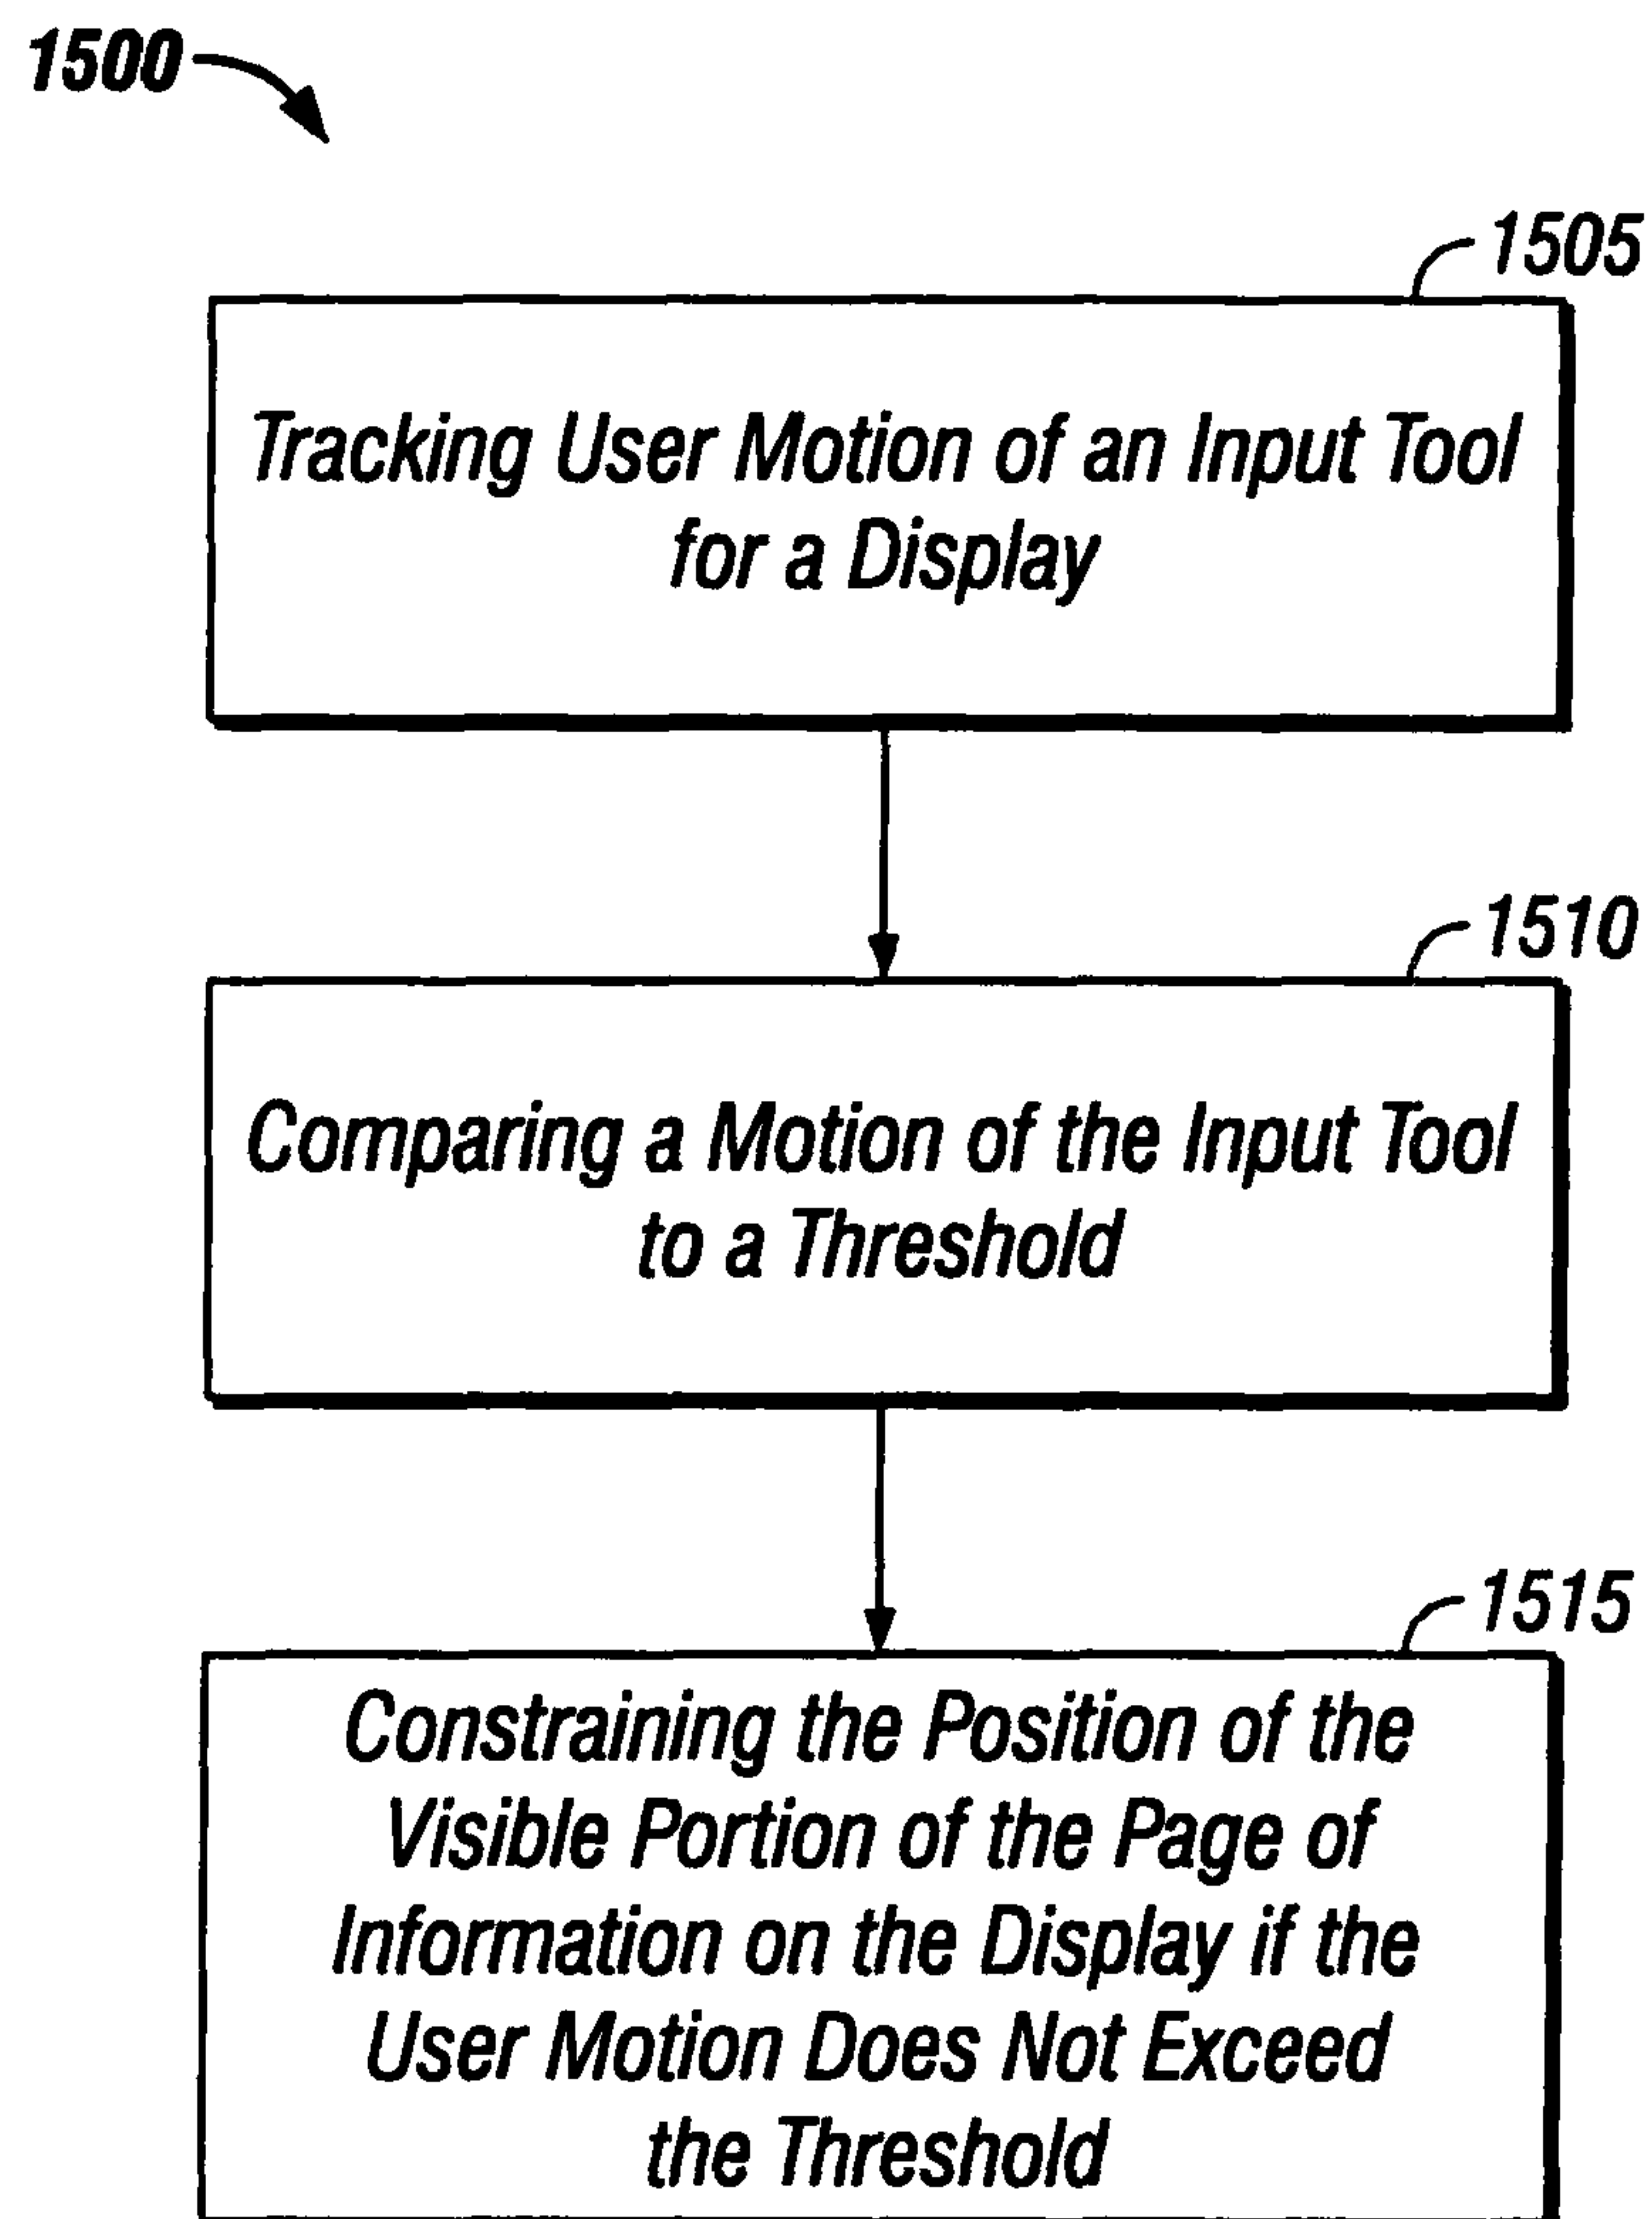 1500
1505
Tracking User Motion of an Input Tool
for a Display
1510
Comparing a Motion of the Input Tool
to a Threshold
1515
Constraining the Position of the
Visible Portion of the Page of
Information on the Display if the
User Motion Does Not Exceed
the Threshold